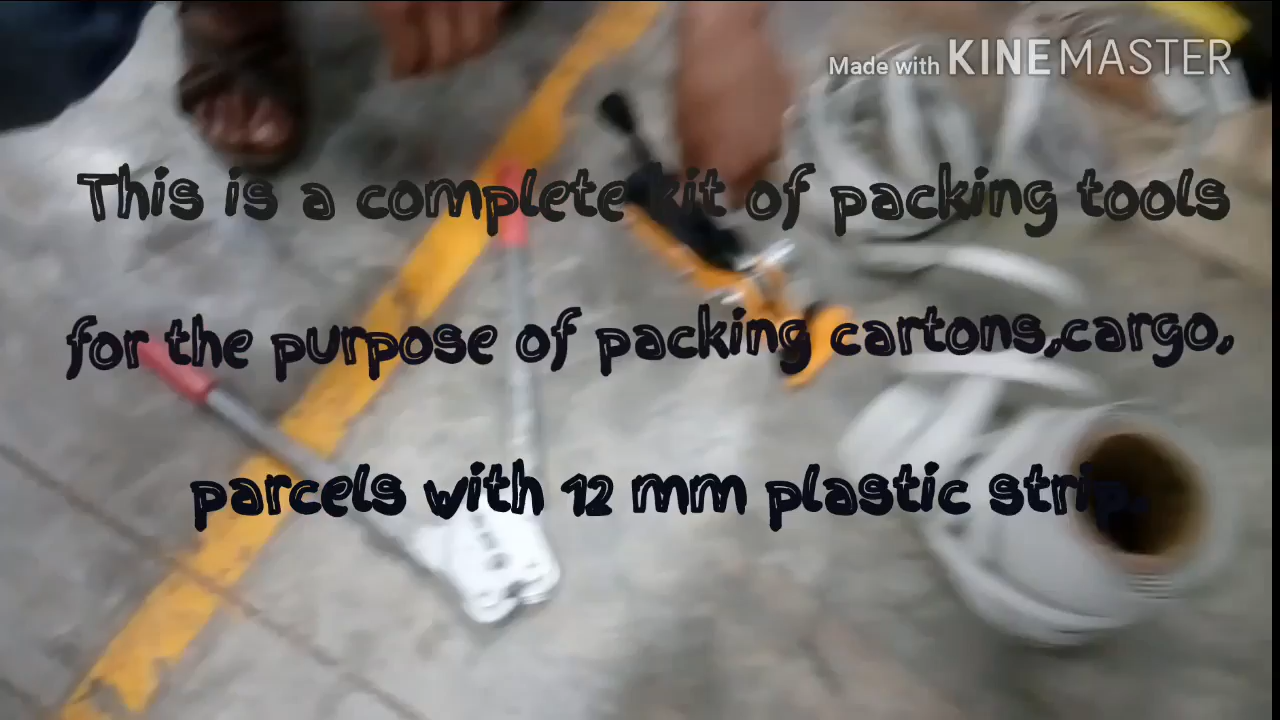 Made with KINEMASTER
This is a complete kit of packing tools
for the purpose of packing cartons,cargo,
parcels with 12 mm plastic strip.